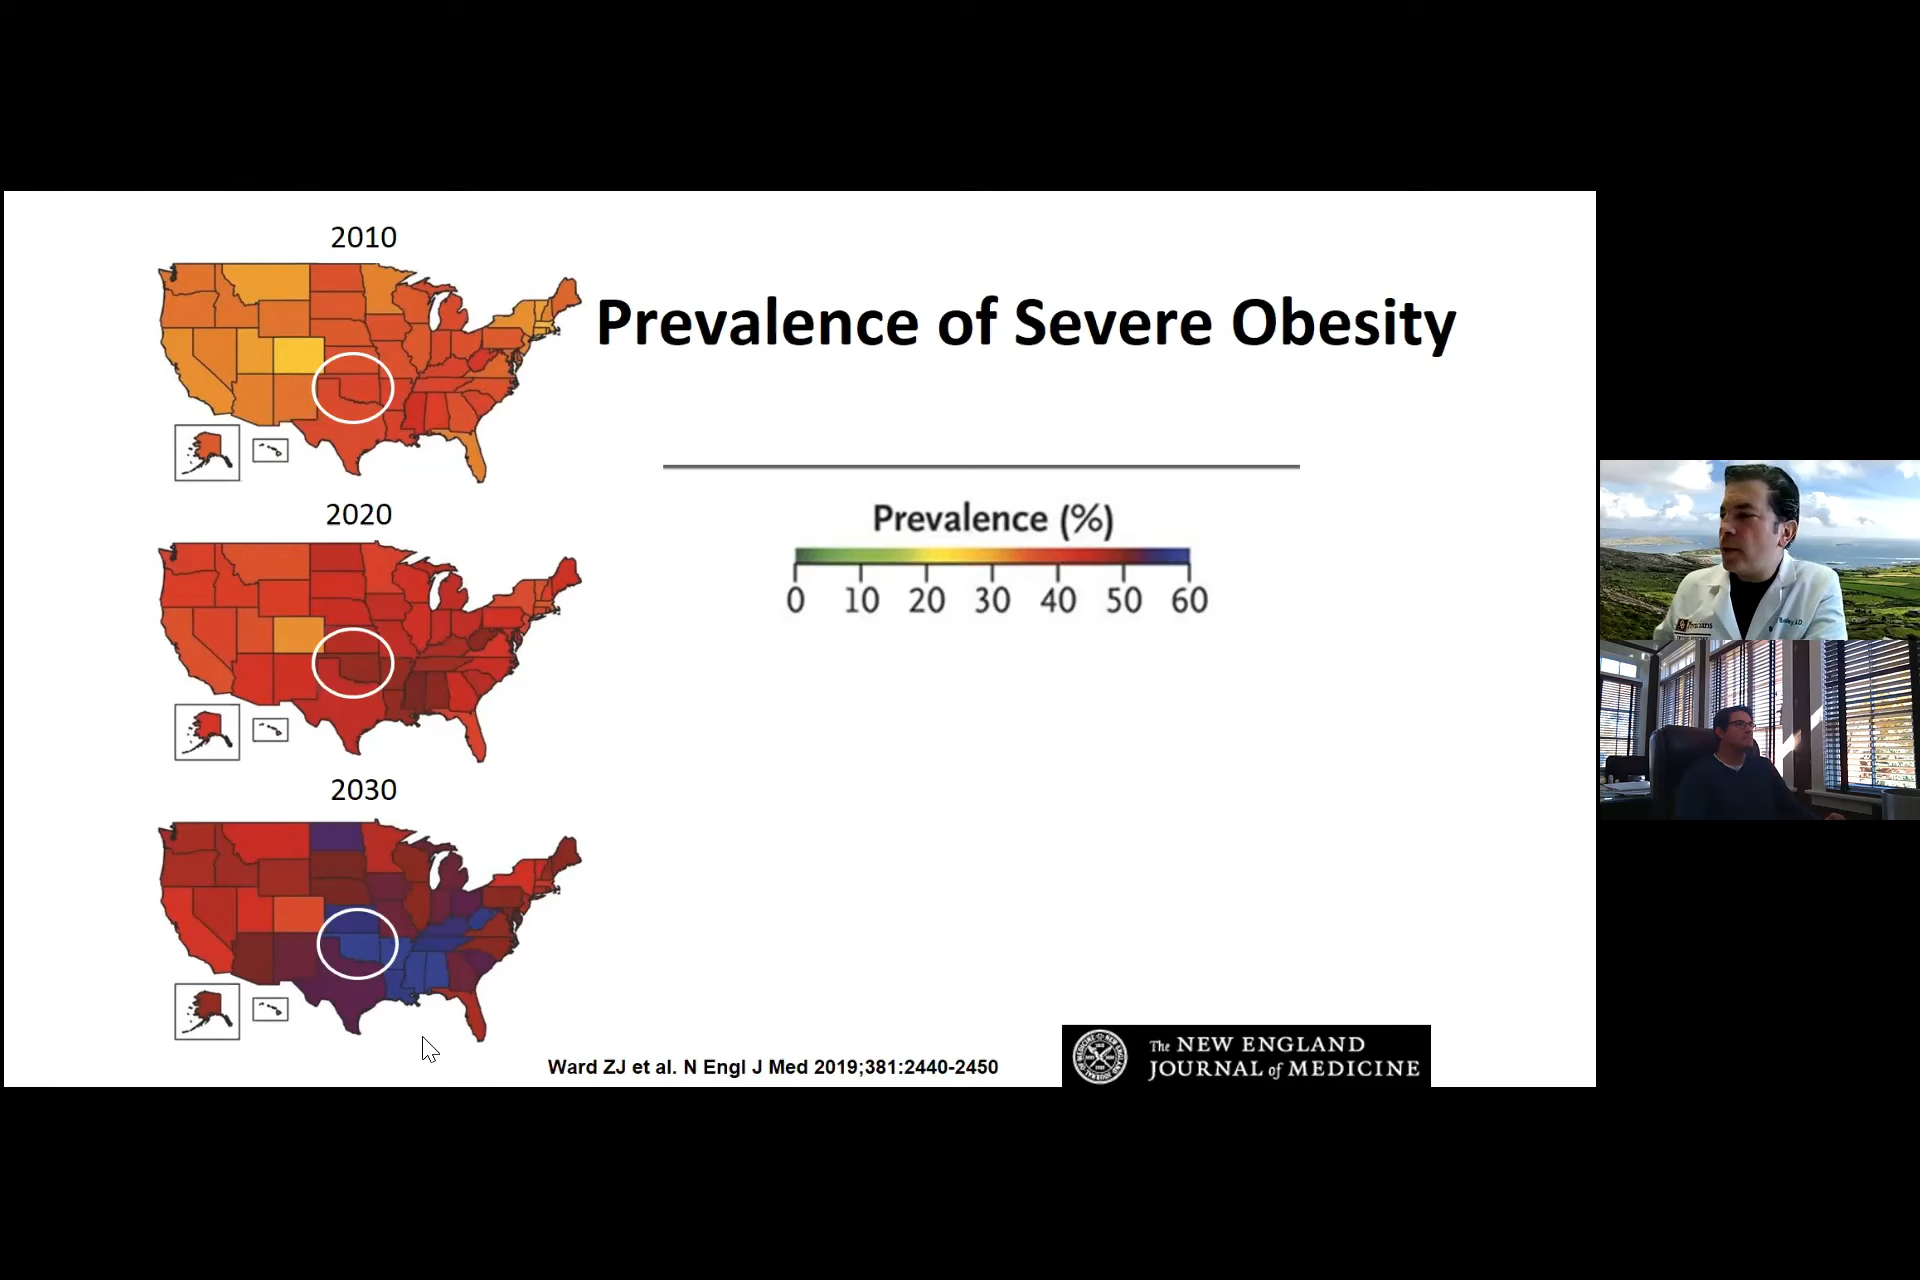 2010
Prevalence of Severe Obesity
2020
Prevalence (%)
0 10 20 30 40 50 60
2030
Ward ZJ et al. N Engl J Med 2019;381:2440-2450
The NEW ENGLAND
JOURNAL of MEDICINE